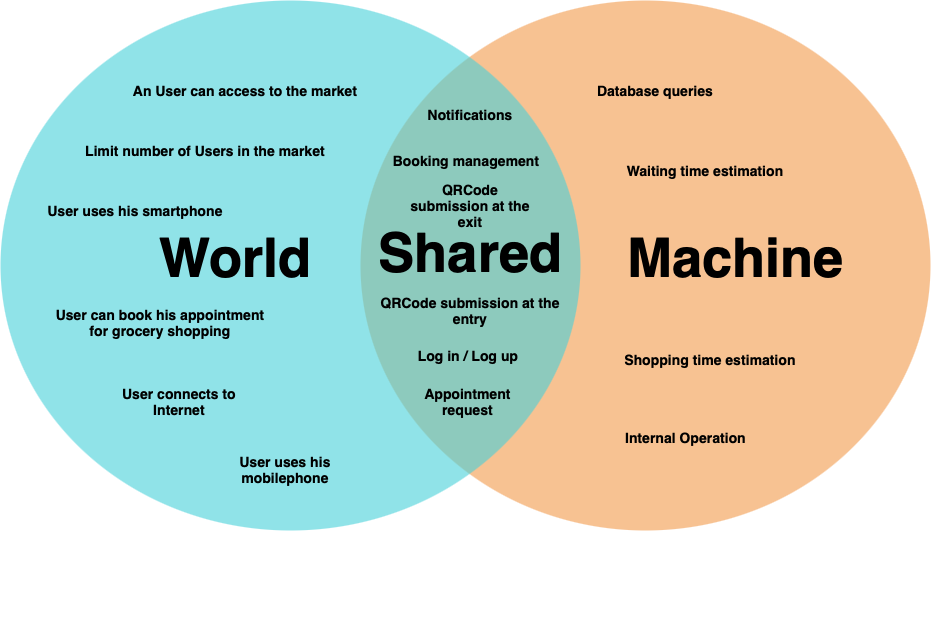 An User can access to the market
Limit number of Users in the market
User uses his smartphone
World
User can book his appointment
for grocery shopping
User connects to
Internet
User uses his
mobilephone
Notifications
Booking management
QRCode
submission at the
exit
Shared
QRCode submission at the
entry
Log in / Log up
Appointment
request
Database queries
Waiting time estimation
Machine
Shopping time estimation
Internal Operation